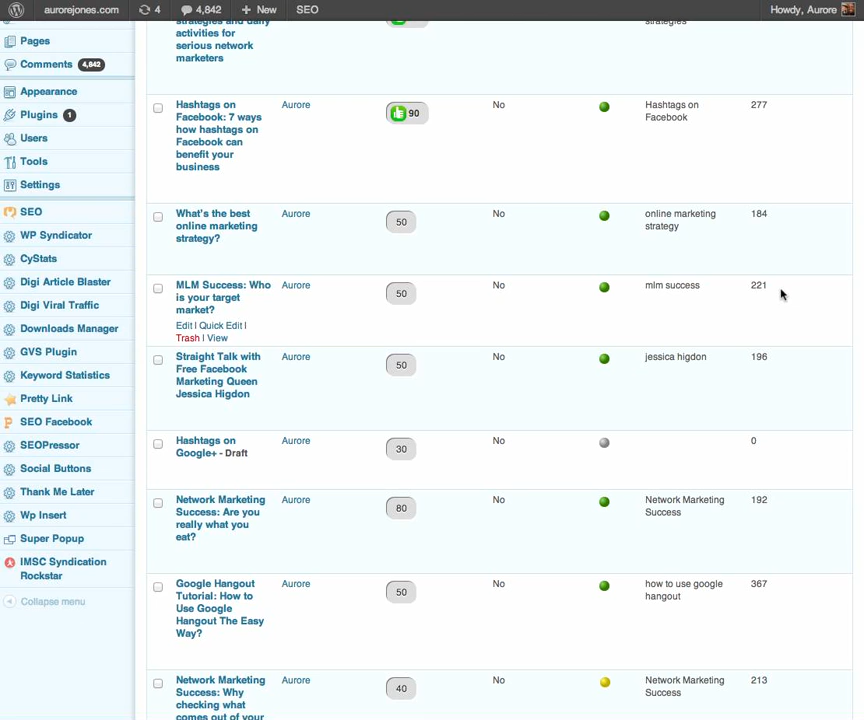 aurorejones.com 4 4,842 + New SEO Howdy, Aurore
Pages
Comments 4,842
Appearance
Plugins 1
Users
Tools
Settings
SEO
WP Syndicator
CyStats
Digi Article Blaster
Digi Viral Traffic
Downloads Manager
GVS Plugin
Keyword Statistics
Pretty Link
SEO Facebook
SEOPressor
Social Buttons
Thank Me Later
Wp Insert
Super Popup
IMSC Syndication
Rockstar
Collapse menu
strategies and daily
activities for
serious network
marketers
strategies
Hashtags on
Facebook: 7 ways
how hashtags on
Facebook can
benefit your
business
Aurore
90
No
Hashtags on
Facebook
277
What's the best
online marketing
strategy?
Aurore
50
No
online marketing
strategy
184
MLM Success: Who
is your target
market?
Edit | Quick Edit |
Trash | View
Aurore
50
No
mlm success
221
Straight Talk with
Free Facebook
Marketing Queen
Jessica Higdon
Aurore
50
No
jessica higdon
196
Hashtags on
Google+ - Draft
Aurore
30
No
0
Network Marketing
Success: Are you
really what you
eat?
Aurore
80
No
Network Marketing
Success
192
Google Hangout
Tutorial: How to
Use Google
Hangout The Easy
Way?
Aurore
50
No
how to use google
hangout
367
Network Marketing
Success: Why
checking what
comes out of your
Aurore
40
No
Network Marketing
Success
213